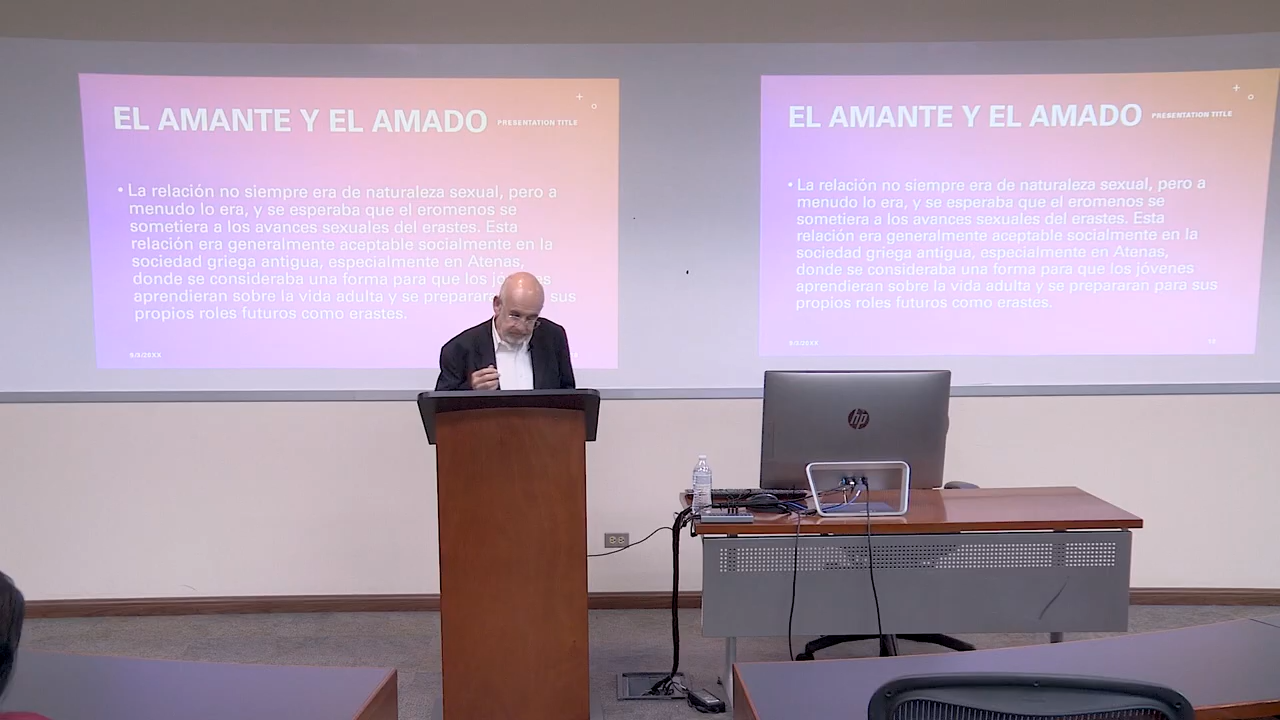 EL AMANTE Y EL AMADO PRESENTATION TITLE
• La relación no siempre era de naturaleza sexual, pero a
menudo lo era, y se esperaba que el eromenos se
sometiera a los avances sexuales del erastes. Esta
relación era generalmente aceptable socialmente en la
sociedad griega antigua, especialmente en Atenas,
donde se consideraba una forma para que los jóvenes
aprendieran sobre la vida adulta y se prepararan sus
propios roles futuros como erastes.
EL AMANTE Y EL AMADO PRESENTATION TITLE
• La relación no siempre era de naturaleza sexual, pero a
menudo lo era, y se esperaba que el eromenos se
sometiera a los avances sexuales del erastes. Esta
relación era generalmente aceptable socialmente en la
sociedad griega antigua, especialmente en Atenas,
donde se consideraba una forma para que los jóvenes
aprendieran sobre la vida adulta y se prepararan para sus
propios roles futuros como erastes.
hp